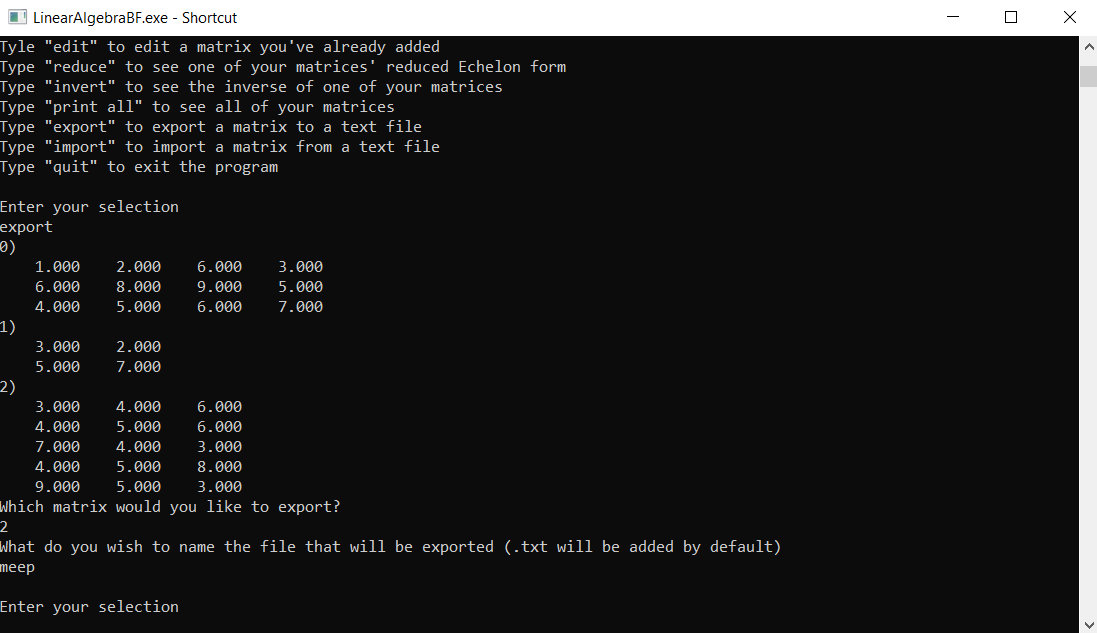 LinearAlgebraBF.exe - Shortcut
Tyle "edit" to edit a matrix you've already added
Type "reduce" to see one of your matrices' reduced Echelon form
Type "invert" to see the inverse of one of your matrices
Type "print all" to see all of your matrices
Type "export" to export a matrix to a text file
Type "import" to import a matrix from a text file
Type "quit" to exit the program
Enter your selection
export
0)
1.000 2.000 6.000 3.000
6.000 8.000 9.000 5.000
4.000 5.000 6.000 7.000
1)
3.000 2.000
5.000 7.000
2)
3.000 4.000 6.000
4.000 5.000 6.000
7.000 4.000 3.000
4.000 5.000 8.000
9.000 5.000 3.000
Which matrix would you like to export?
2
What do you wish to name the file that will be exported (.txt will be added by default)
meep
Enter your selection